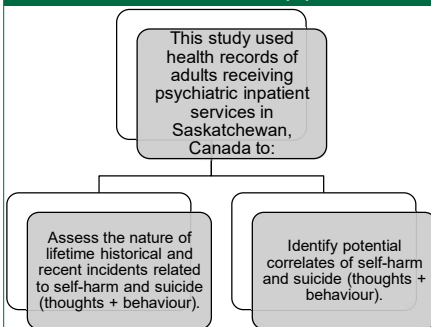 This study used
health records of
adults receiving
psychiatric inpatient
services in
Saskatchewan,
Canada to:
Assess the nature of
lifetime historical and
recent incidents related
to self-harm and suicide
(thoughts + behaviour).
Identify potential
correlates of self-harm
and suicide (thoughts +
behaviour).